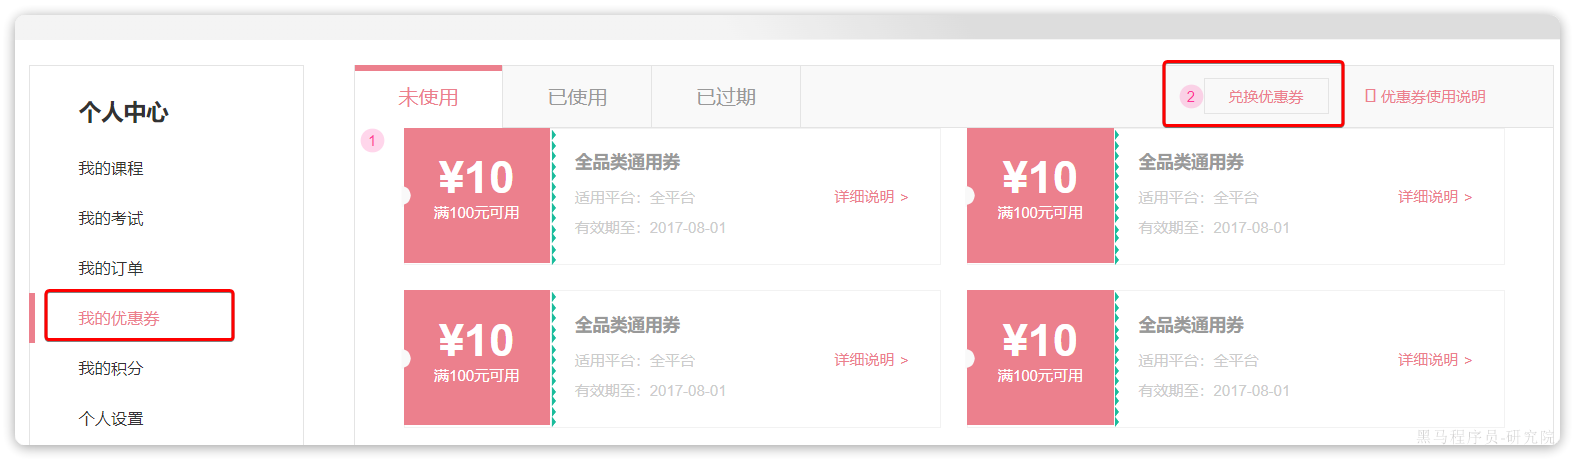 个人中心
我的课程
我的考试
我的订单
我的优惠券
我的积分
个人设置
未使用 已使用 已过期 2 兑换优惠券 优惠券使用说明
1
¥10
满100元可用
全品类通用券
适用平台：全平台
有效期至：2017-08-01
详细说明 >
¥10
满100元可用
全品类通用券
适用平台：全平台
有效期至：2017-08-01
详细说明 >
¥10
满100元可用
全品类通用券
适用平台：全平台
有效期至：2017-08-01
详细说明 >
¥10
满100元可用
全品类通用券
适用平台：全平台
有效期至：2017-08-01
详细说明 >
黑马程序员-研究院